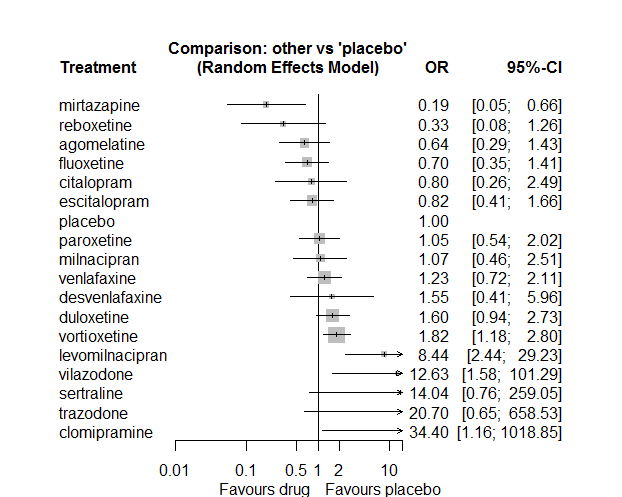 Comparison: other vs 'placebo'
Treatment (Random Effects Model) OR 95%-CI
mirtazapine 0.19 [0.05; 0.66]
reboxetine 0.33 [0.08; 1.26]
agomelatine 0.64 [0.29; 1.43]
fluoxetine 0.70 [0.35; 1.41]
citalopram 0.80 [0.26; 2.49]
escitalopram 0.82 [0.41; 1.66]
placebo 1.00
paroxetine 1.05 [0.54; 2.02]
milnacipran 1.07 [0.46; 2.51]
venlafaxine 1.23 [0.72; 2.11]
desvenlafaxine 1.55 [0.41; 5.96]
duloxetine 1.60 [0.94; 2.73]
vortioxetine 1.82 [1.18; 2.80]
levomilnacipran 8.44 [2.44; 29.23]
vilazodone 12.63 [1.58; 101.29]
sertraline 14.04 [0.76; 259.05]
trazodone 20.70 [0.65; 658.53]
clomipramine 34.40 [1.16; 1018.85]
0.01 0.1 0.5 1 2 10
Favours drug Favours placebo